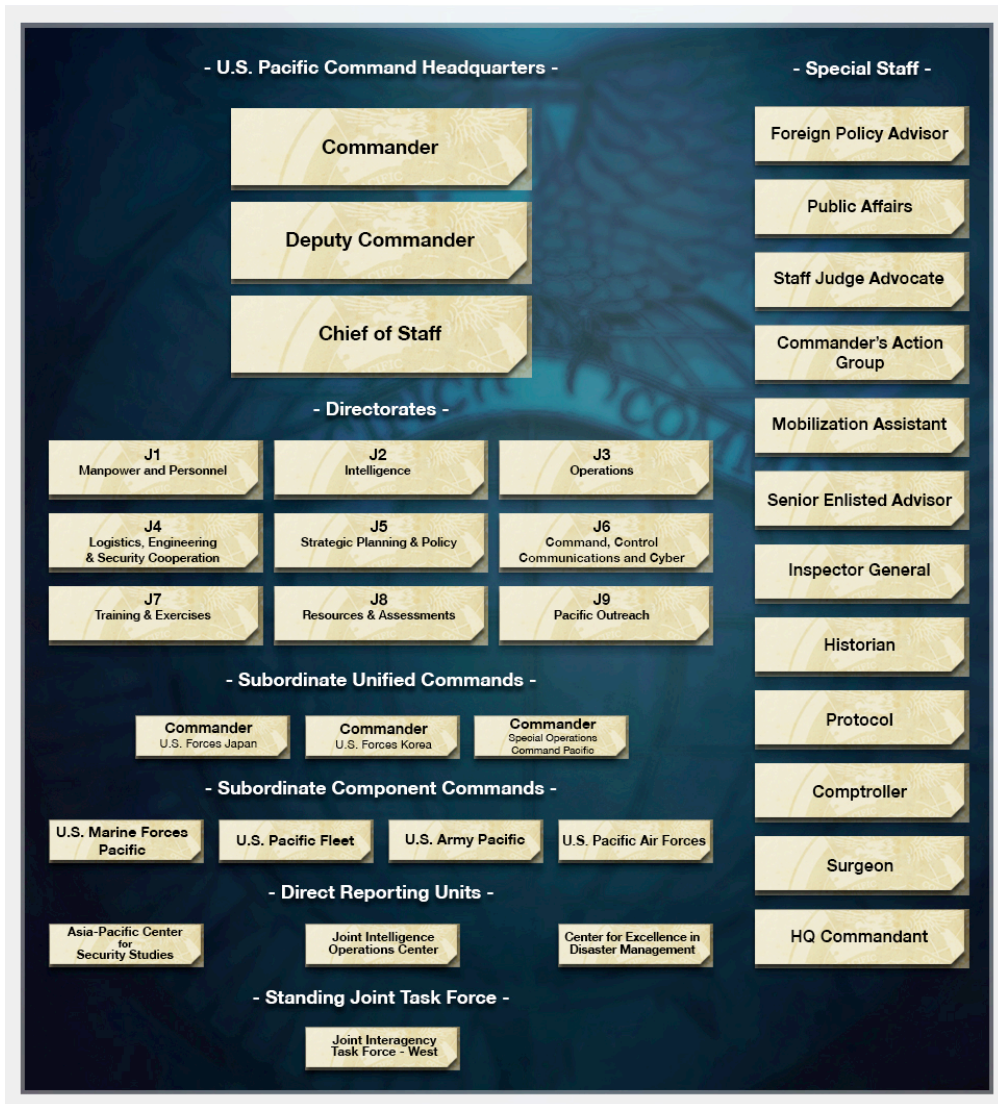 - U.S. Pacific Command Headquarters -
Commander
Deputy Commander
Chief of Staff
- Directorates -
J1
Manpower and Personnel
J2
Intelligence
J3
Operations
J4
Logistics, Engineering
& Security Cooperation
J5
Strategic Planning & Policy
J6
Command, Control
Communications and Cyber
J7
Training & Exercises
J8
Resources & Assessments
J9
Pacific Outreach
- Subordinate Unified Commands -
Commander
U.S. Forces Japan
Commander
U.S. Forces Korea
Commander
Special Operations
Command Pacific
- Subordinate Component Commands -
U.S. Marine Forces
Pacific
U.S. Pacific Fleet
U.S. Army Pacific
U.S. Pacific Air Forces
- Direct Reporting Units -
Asia-Pacific Center
for
Security Studies
Joint Intelligence
Operations Center
Center for Excellence in
Disaster Management
- Standing Joint Task Force -
Joint Interagency
Task Force - West
- Special Staff -
Foreign Policy Advisor
Public Affairs
Staff Judge Advocate
Commander's Action
Group
Mobilization Assistant
Senior Enlisted Advisor
Inspector General
Historian
Protocol
Comptroller
Surgeon
HQ Commandant